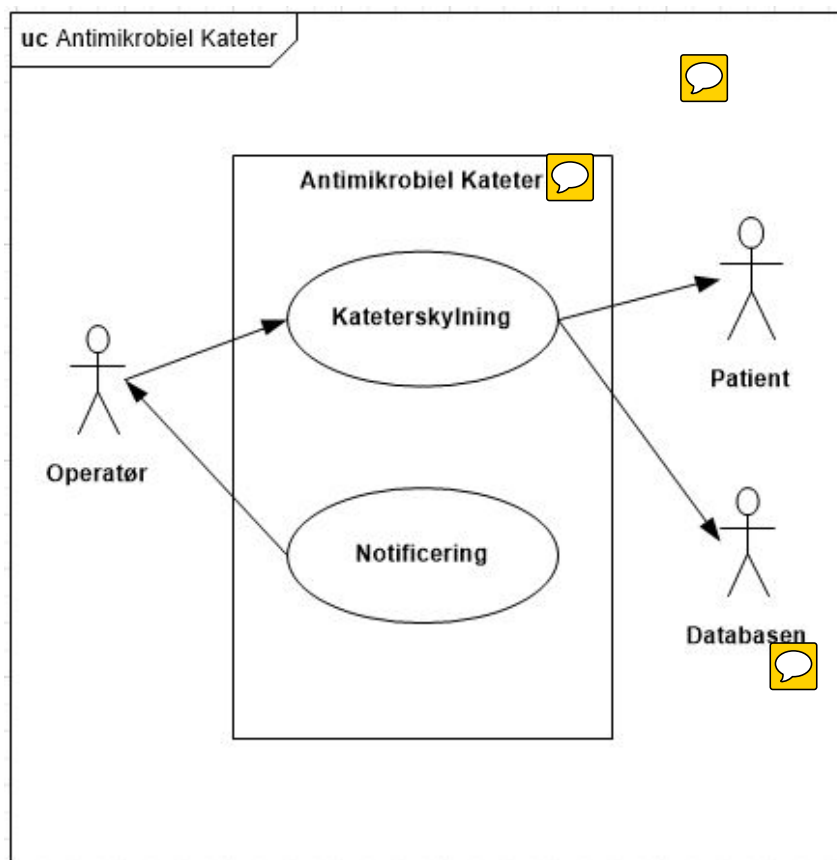 uc Antimikrobiel Kateter
Antimikrobiel Kateter
Kateterskylning
Patient
Operatør
Notificering
Databasen